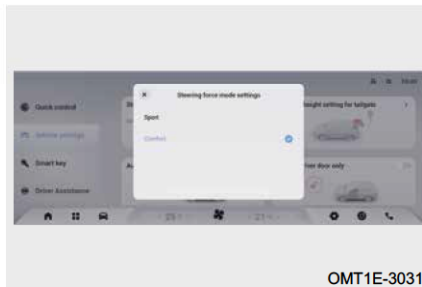 Steering force mode settings
Quick control
height setting for tailgate
Sport
Vehicle settings
Comfort
Smart key
door only
Driver Assistance
OMT1E-3031